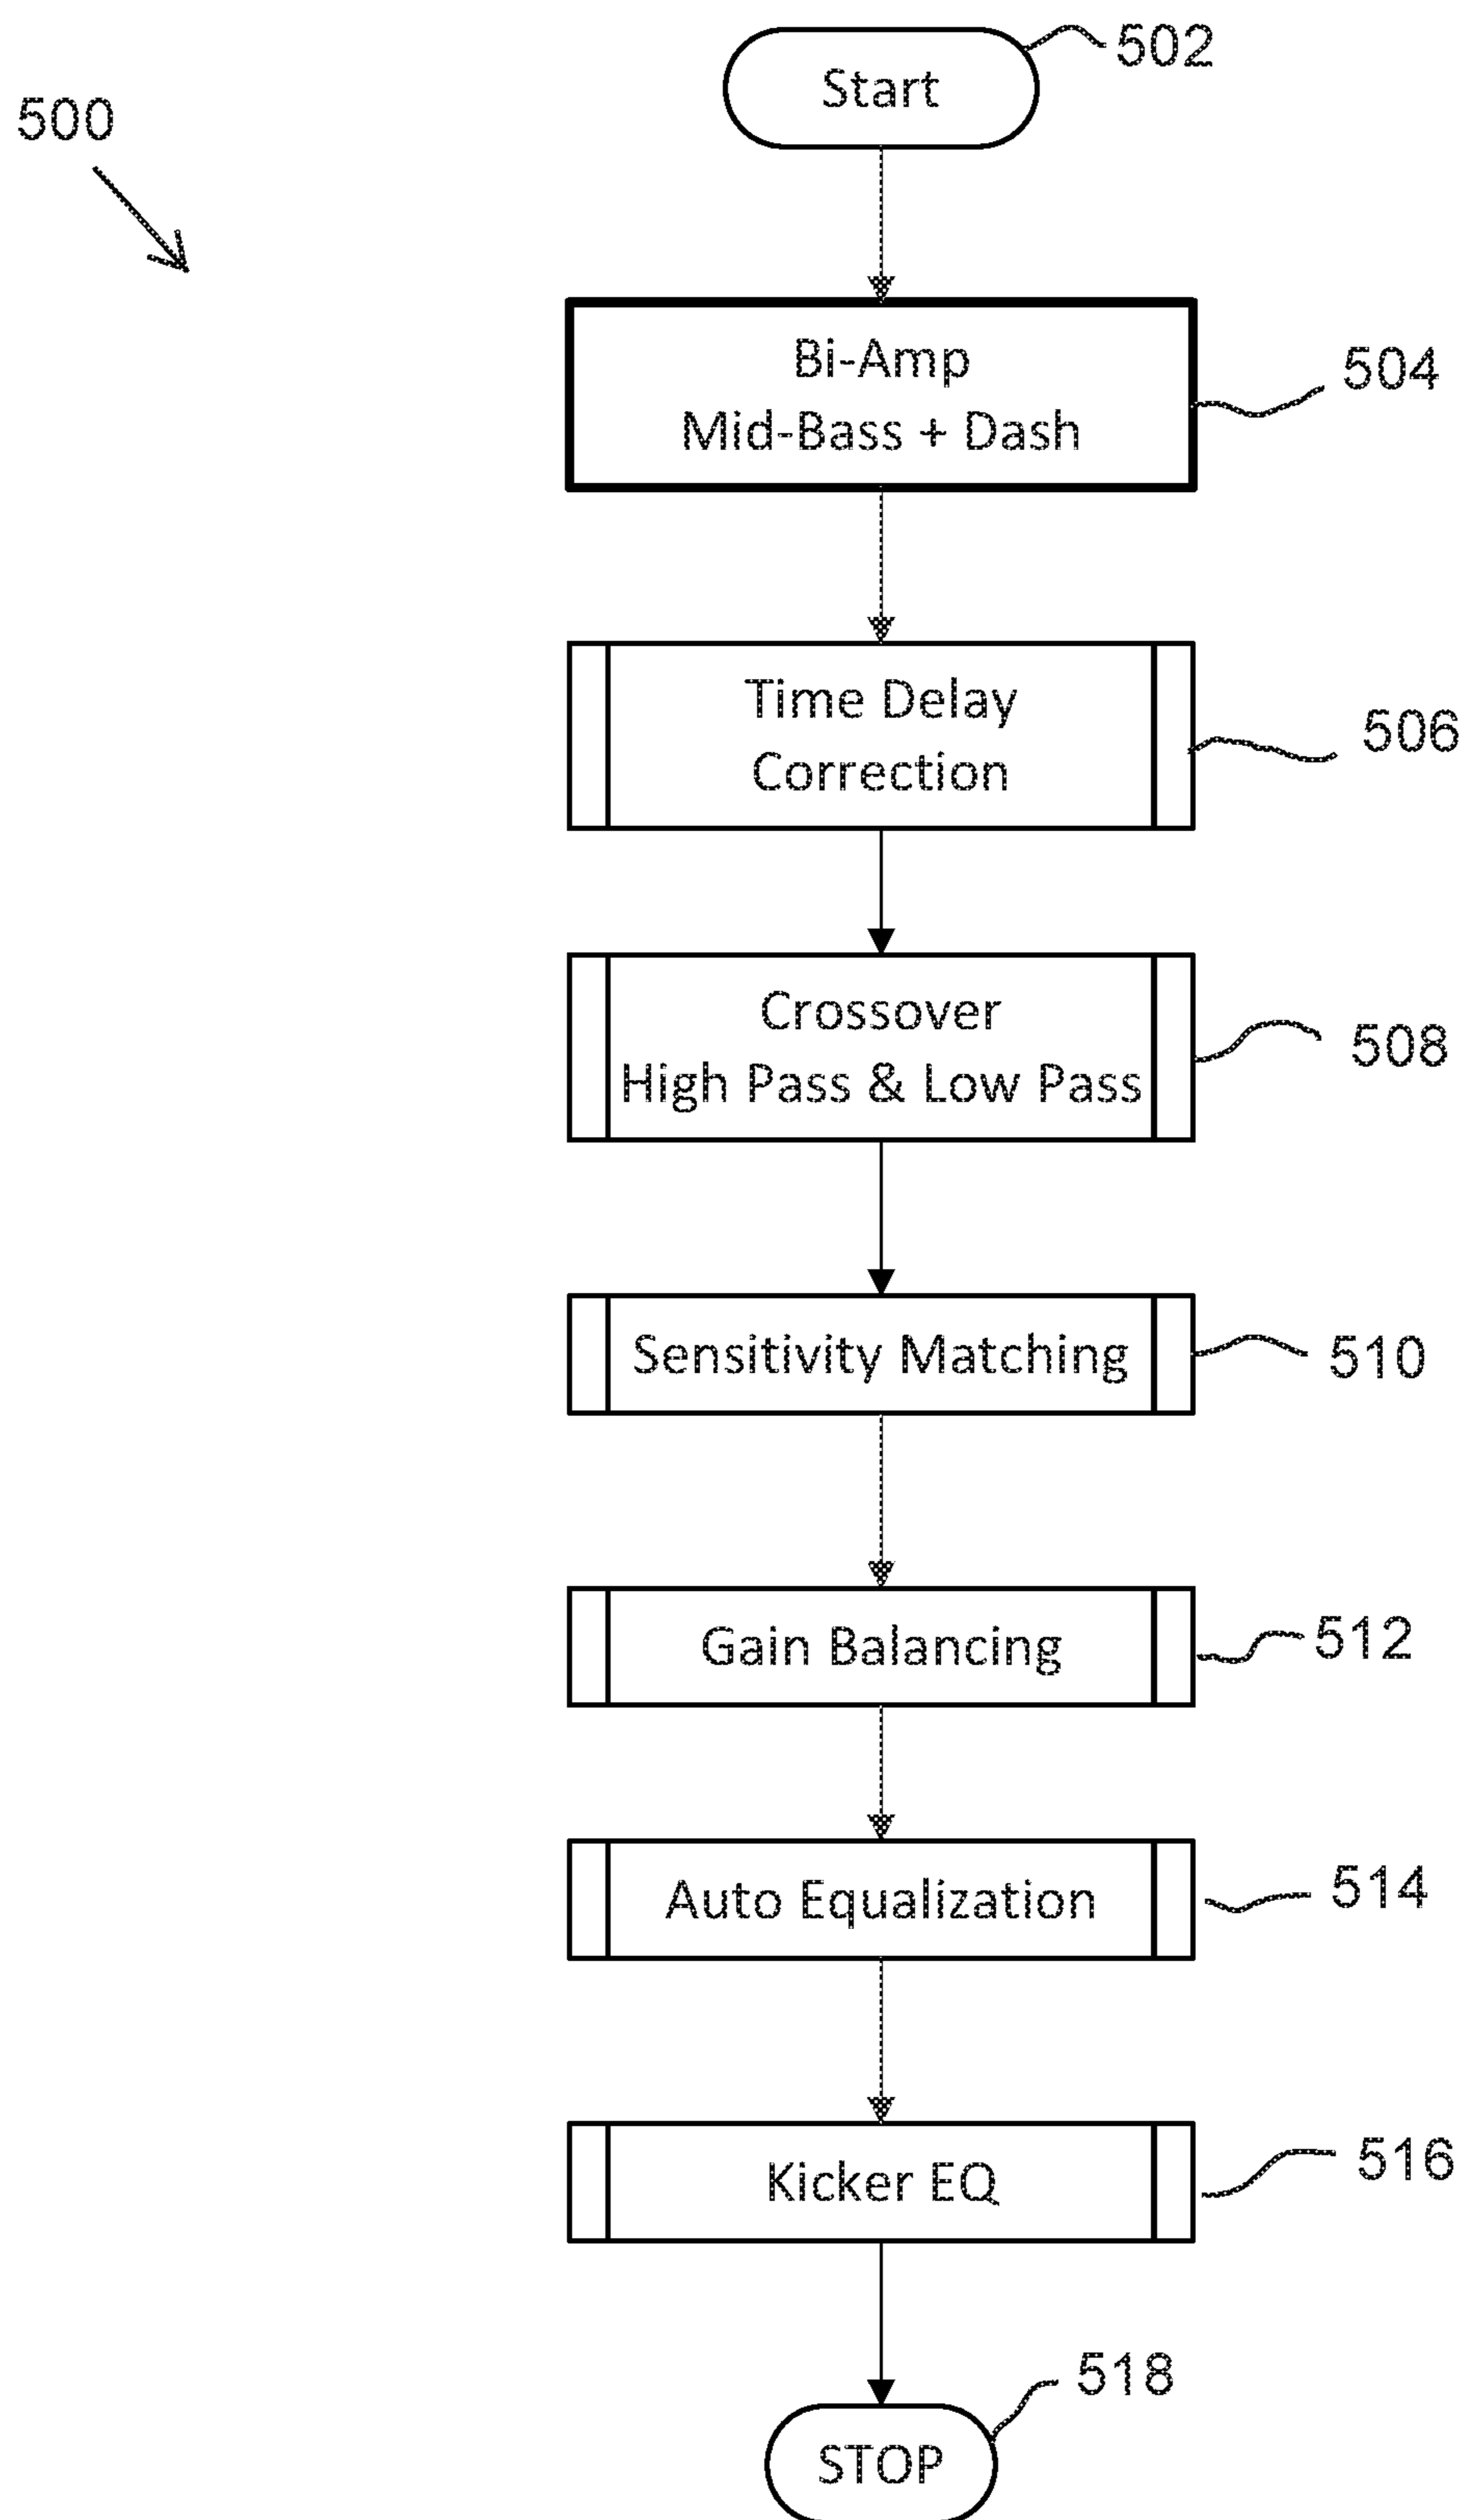 502
Start
500
Bi-Amp
Mid-Bass + Dash
504
Time Delay
Correction
506
Crossover
High Pass & Low Pass
508
Sensitivity Matching
510
Gain Balancing
512
Auto Equalization
514
Kicker EQ
516
518
STOP